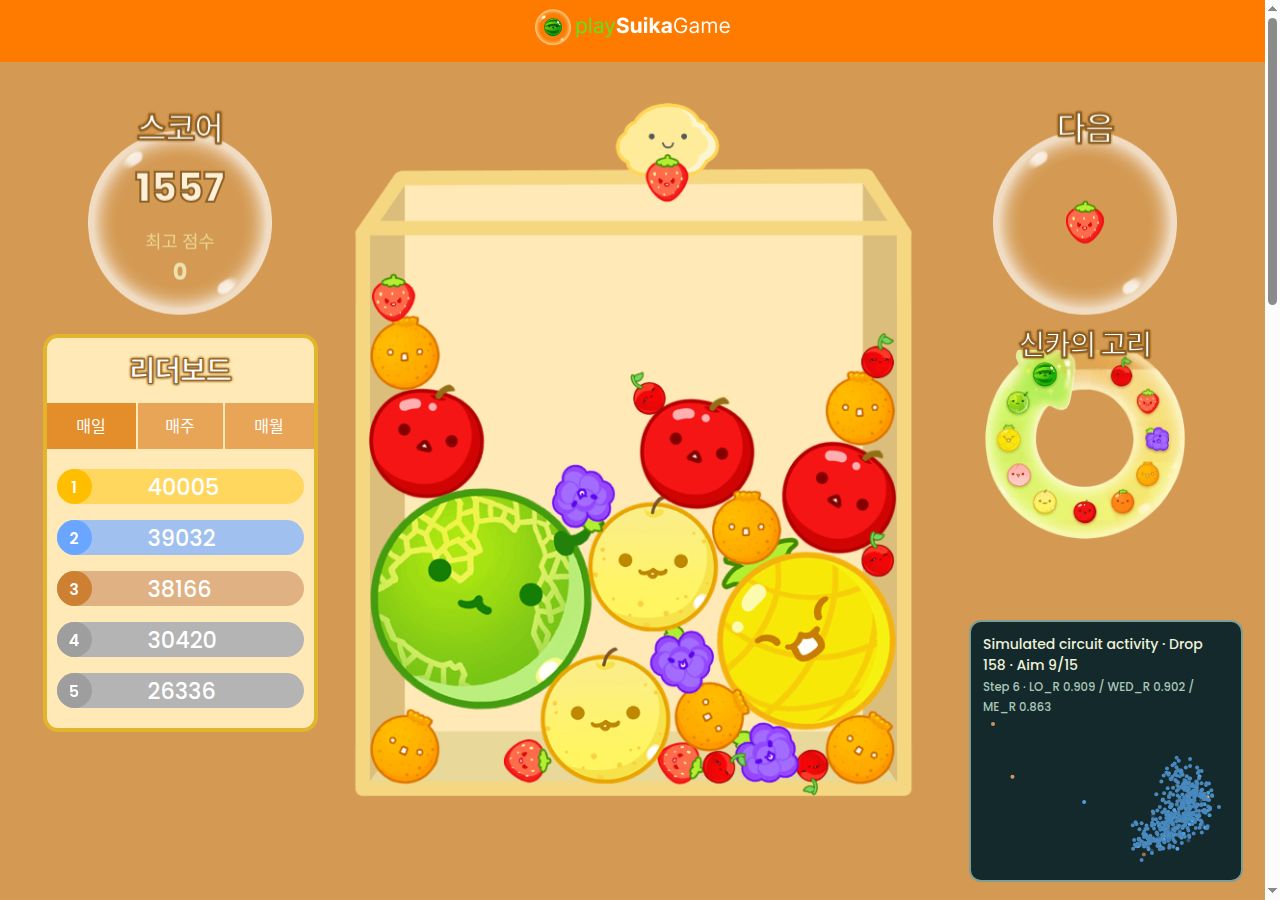 playSuikaGame
스코어
1557
최고 점수
0
다음
신카의 고리
리더보드
매일
매주
매월
1 40005
2 39032
3 38166
4 30420
5 26336
Simulated circuit activity · Drop
158 · Aim 9/15
Step 6 · LO_R 0.909 / WED_R 0.902 /
ME_R 0.863